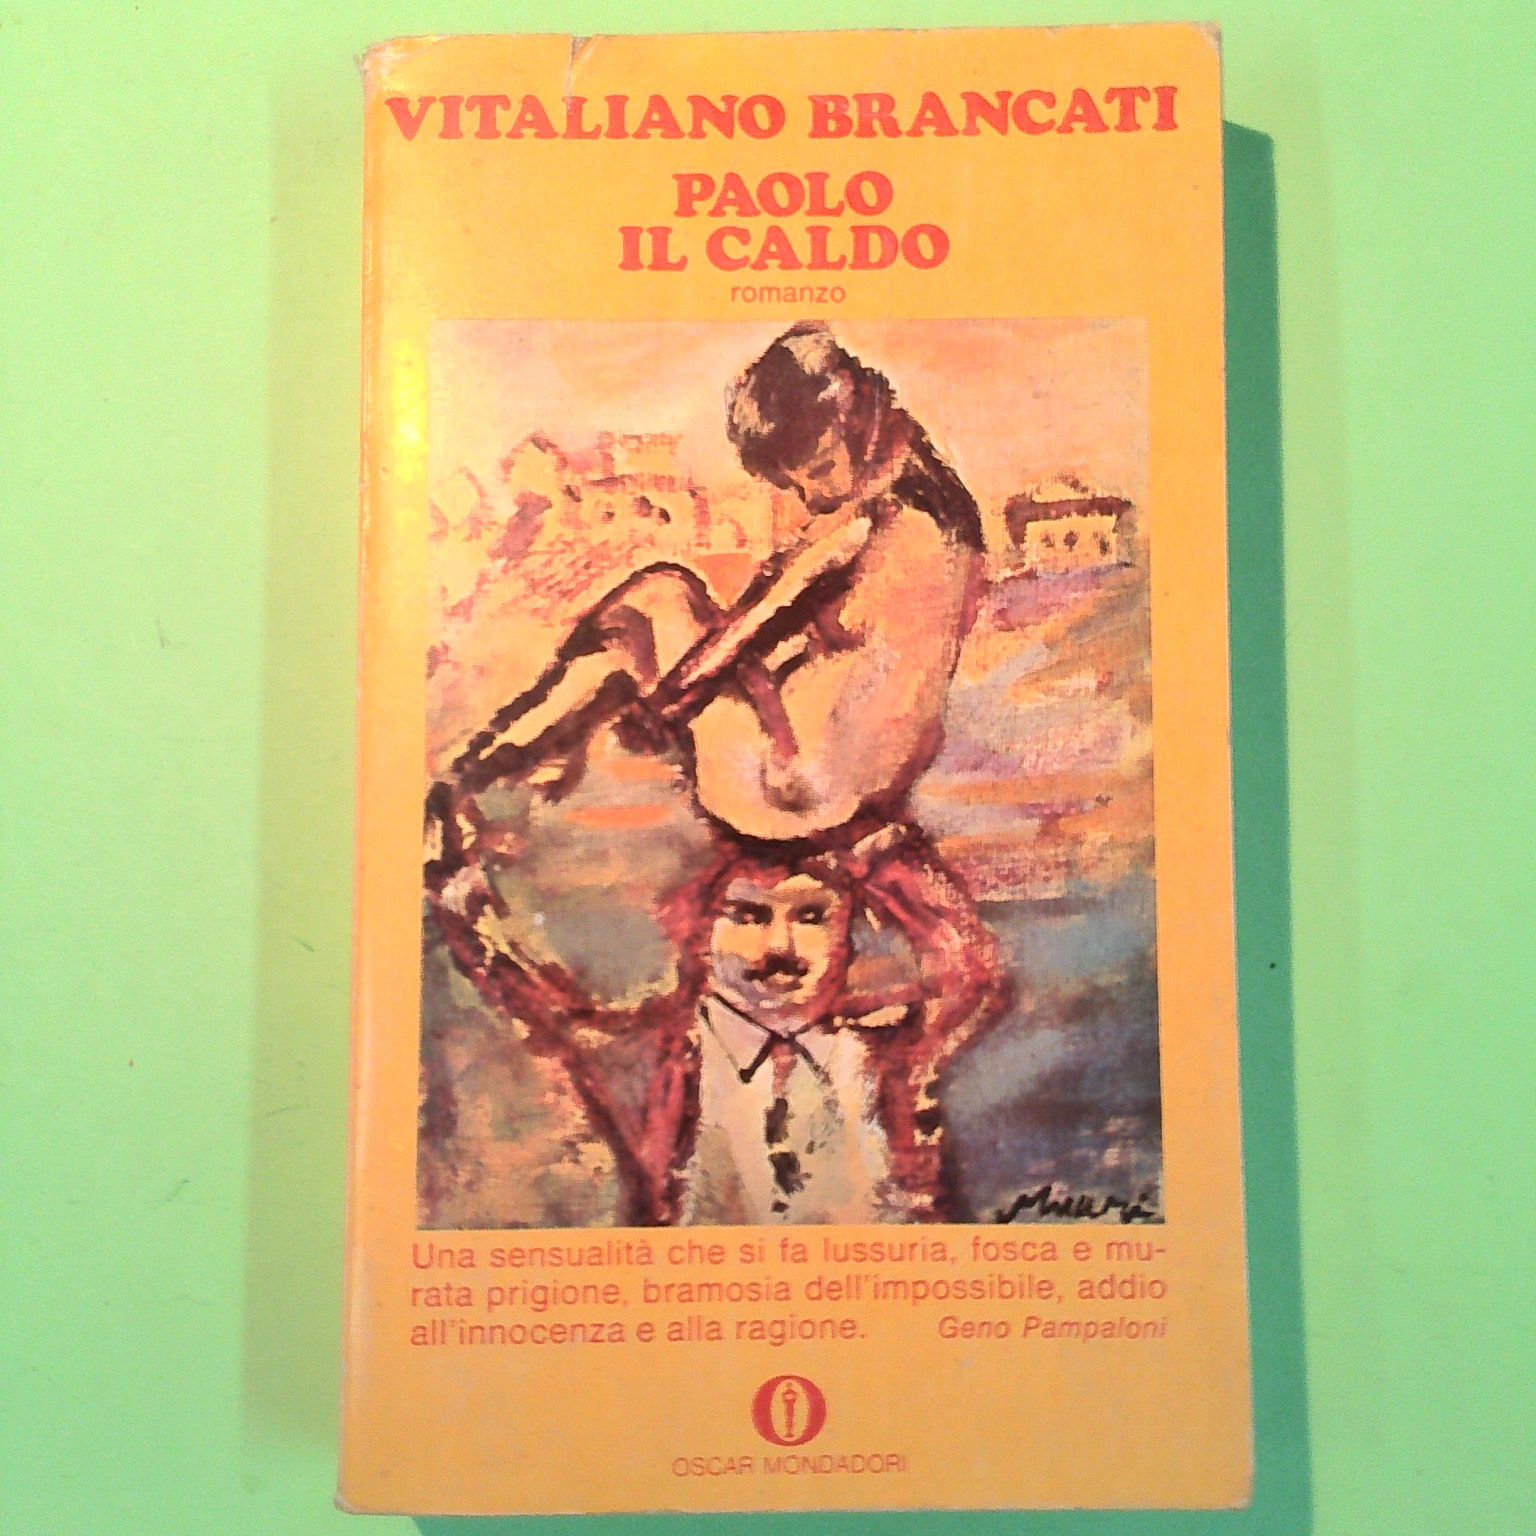 VITALIANO BRANCATI
PAOLO
IL CALDO
romanzo
Una sensualità che si fa lussuria, fosca e mu-
rata prigione, bramosia dell'impossibile, addio
all'innocenza e alla ragione. Geno Pampaloni
OSCAR MONDADORI